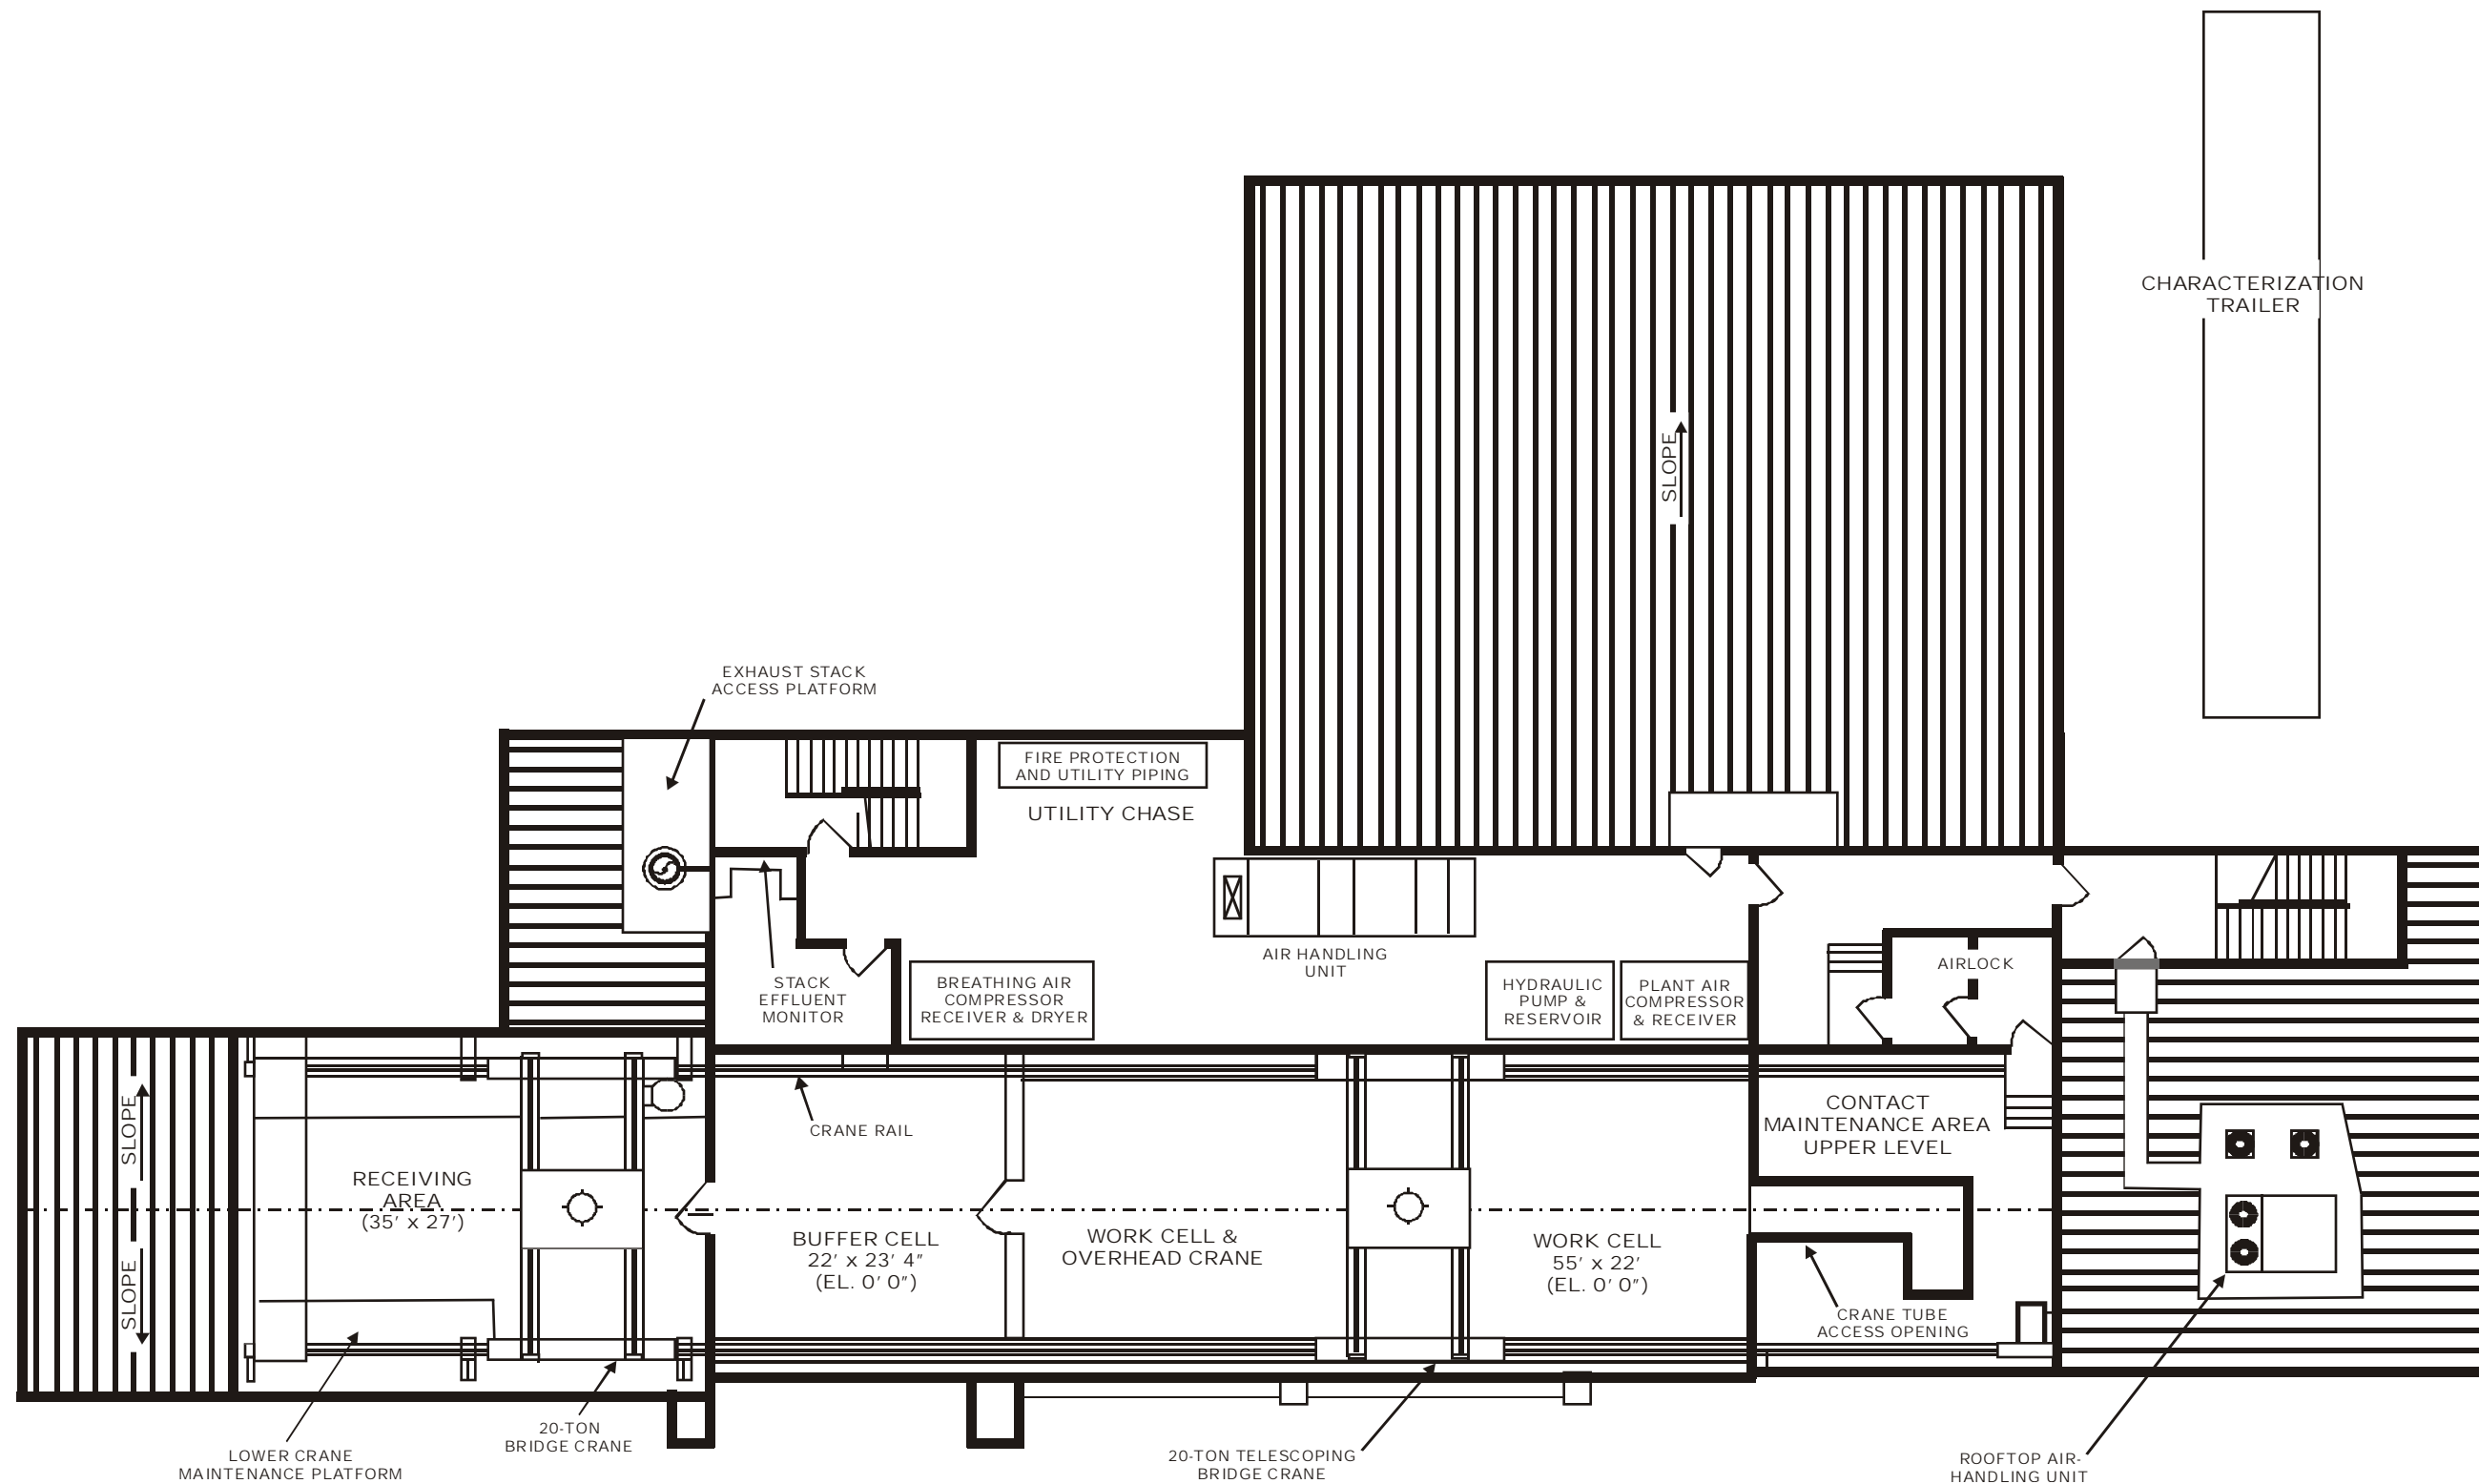 CHARACTERIZATION
TRAILER
SLOPE
EXHAUST STACK
ACCESS PLATFORM
FIRE PROTECTION
AND UTILITY PIPING
UTILITY CHASE
AIR HANDLING
UNIT
AIRLOCK
STACK
EFFLUENT
MONITOR
BREATHING AIR
COMPRESSOR
RECEIVER & DRYER
HYDRAULIC
PUMP &
RESERVOIR
PLANT AIR
COMPRESSOR
& RECEIVER
SLOPE
SLOPE
CRANE RAIL
CONTACT
MAINTENANCE AREA
UPPER LEVEL
RECEIVING
AREA
(35' x 27')
BUFFER CELL
22' x 23' 4"
(EL. 0' 0")
WORK CELL &
OVERHEAD CRANE
WORK CELL
55' x 22'
(EL. 0' 0")
CRANE TUBE
ACCESS OPENING
20-TON
BRIDGE CRANE
LOWER CRANE
MAINTENANCE PLATFORM
20-TON TELESCOPING
BRIDGE CRANE
ROOFTOP AIR-
HANDLING UNIT